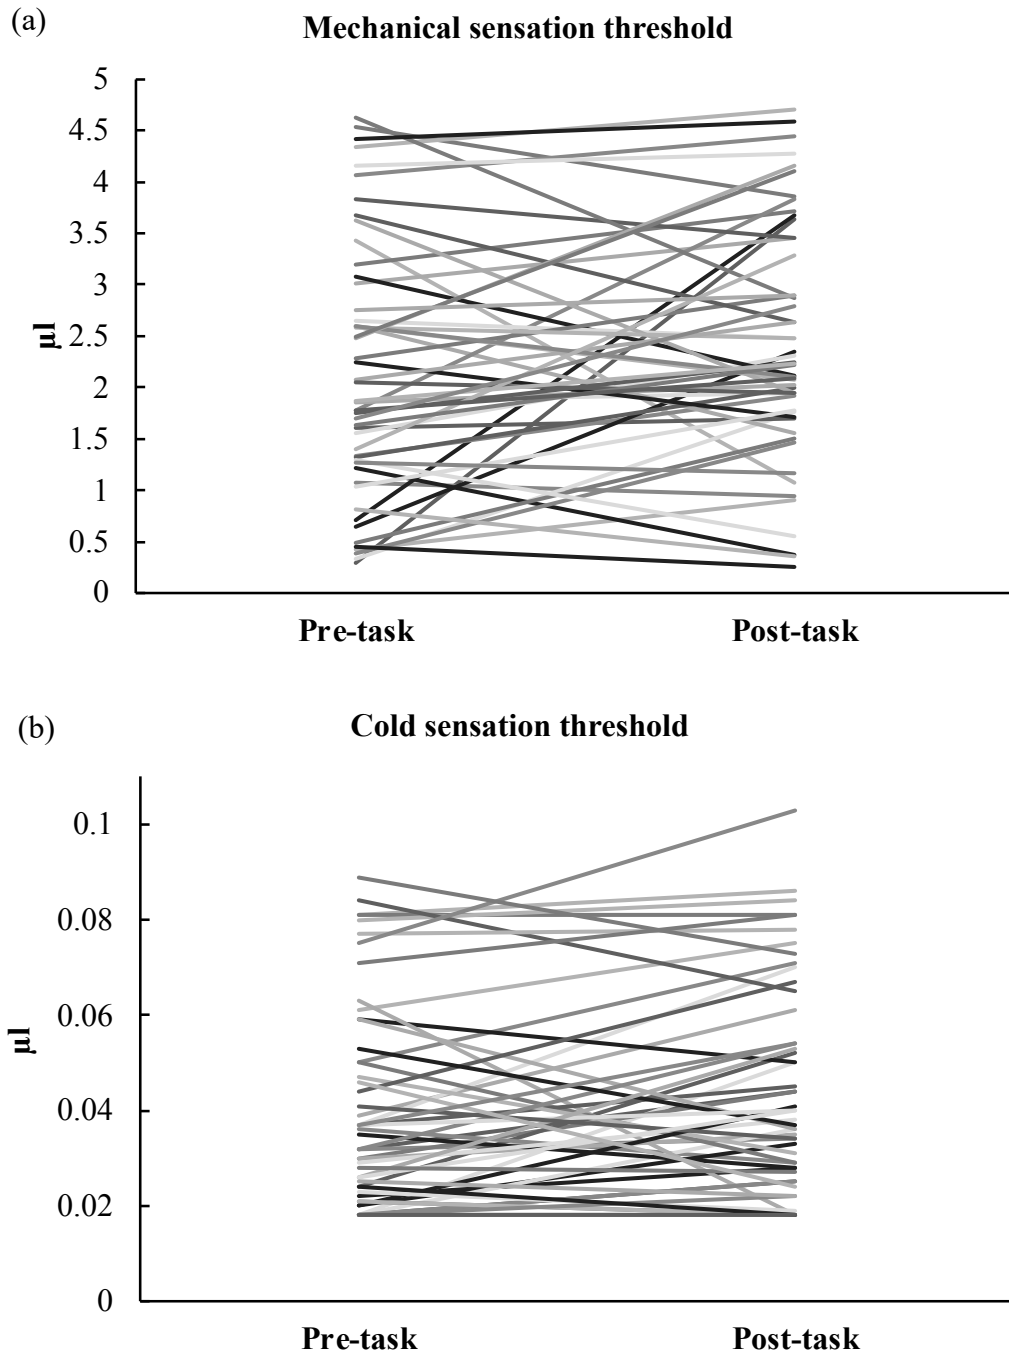 (a)
Mechanical sensation threshold
5
4.5
4
3.5
3
2.5
2
1.5
1
0.5
0
µl
Pre-task Post-task
(b)
Cold sensation threshold
0.1
0.08
0.06
0.04
0.02
0
µl
Pre-task Post-task